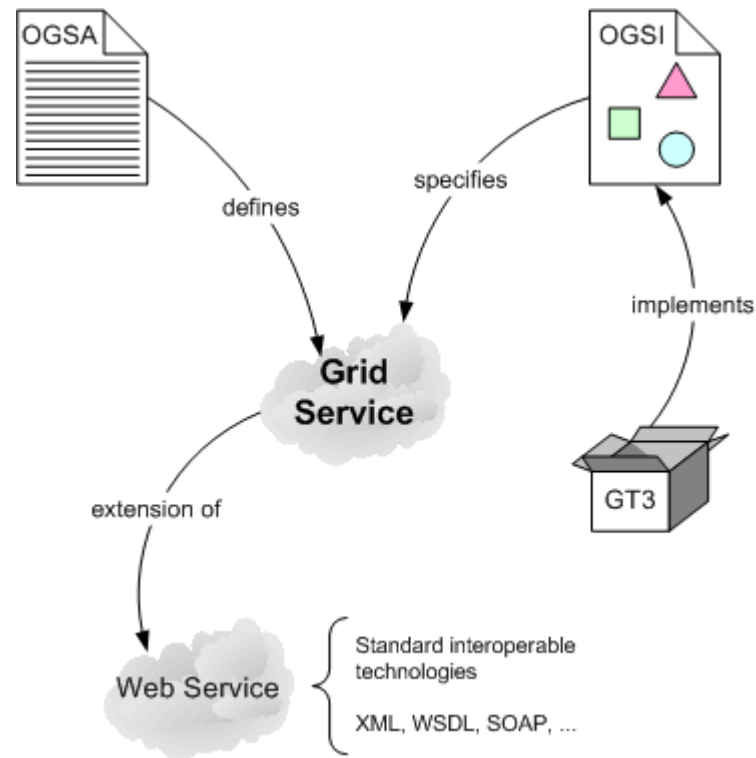 OGSA
OGSI
defines
specifies
implements
Grid
Service
GT3
extension of
Web Service
Standard interoperable
technologies
XML, WSDL, SOAP, ...